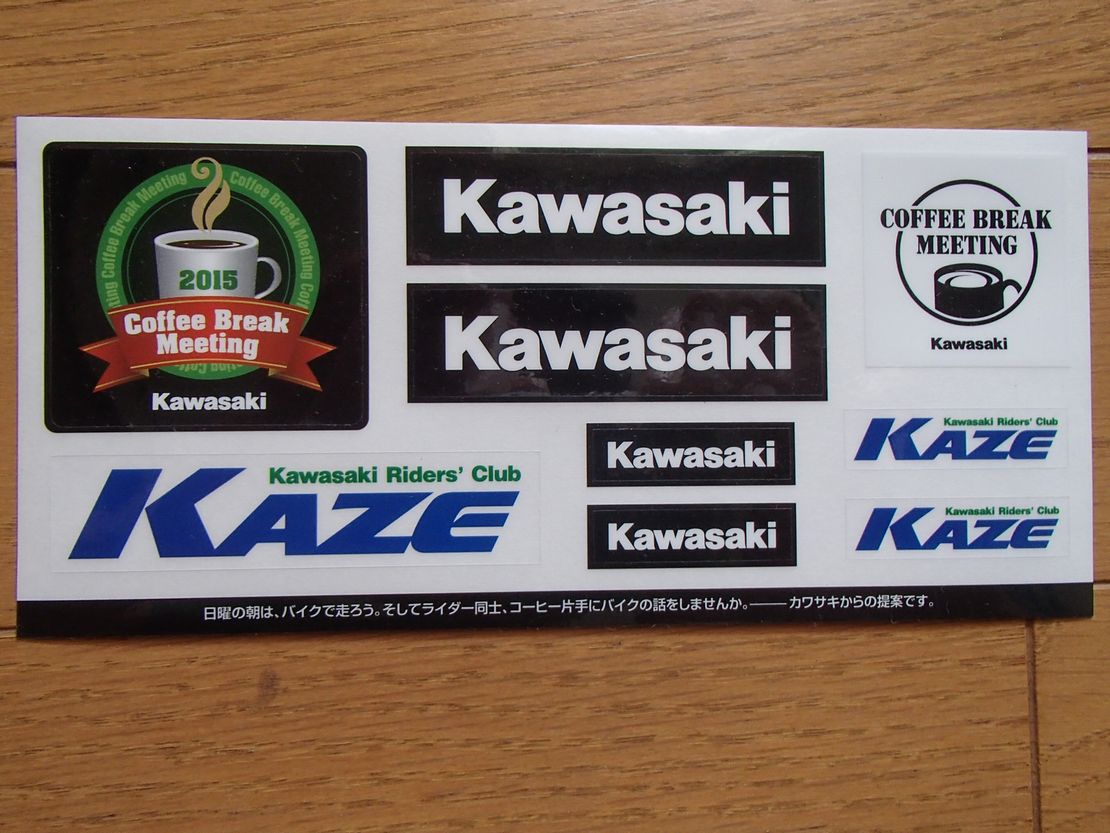 Coffee Break Meeting Coffee Break Meeting
2015
Coffee Break
Meeting
Kawasaki
Kawasaki
Kawasaki
COFFEE BREAK
MEETING
Kawasaki
Kawasaki Riders' Club
KAZE
Kawasaki
Kawasaki
Kawasaki Riders' Club
KAZE
Kawasaki Riders' Club
KAZE
日曜の朝は、バイクで走ろう。そしてライダー同士、コーヒー片手にバイクの話をしませんか。——カワサキからの提案です。